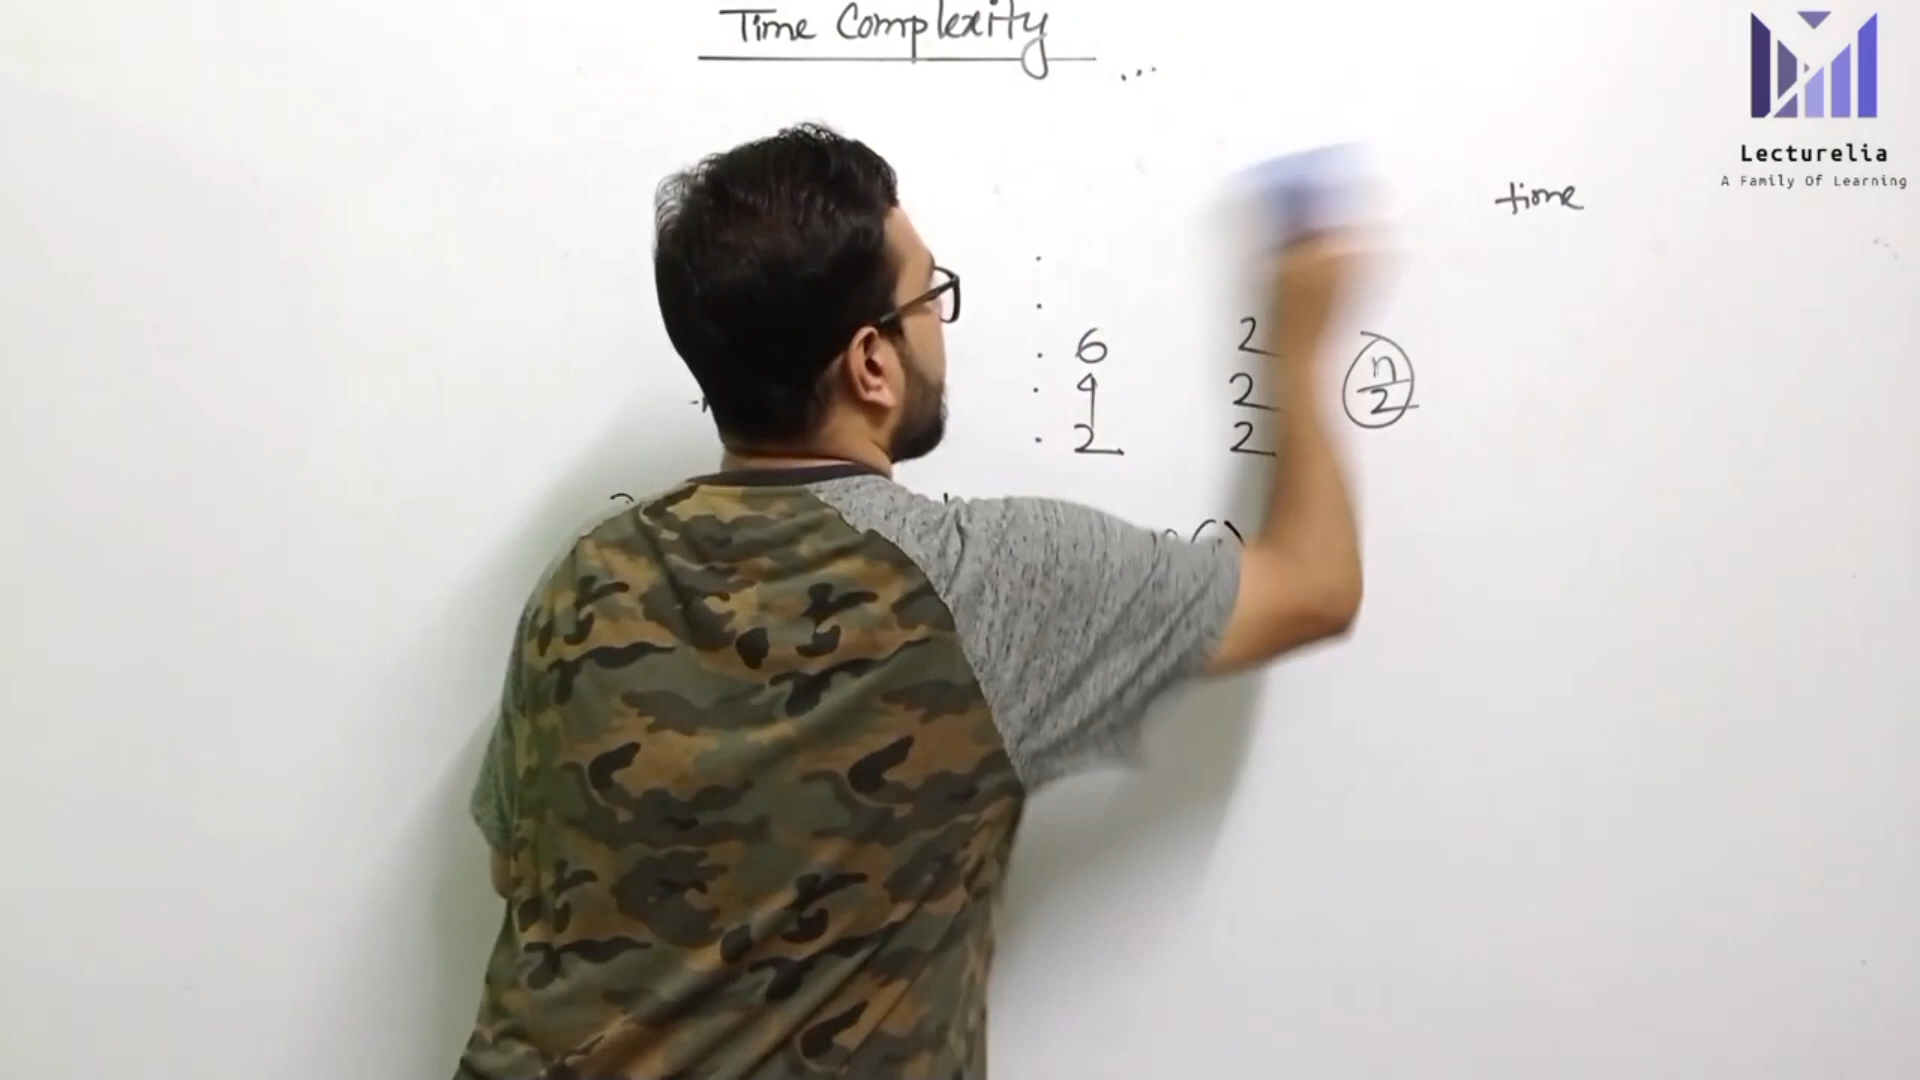 Time Complexity
...
Lecturelia
A Family Of Learning
time
6 2
4 2
2 2
n/2